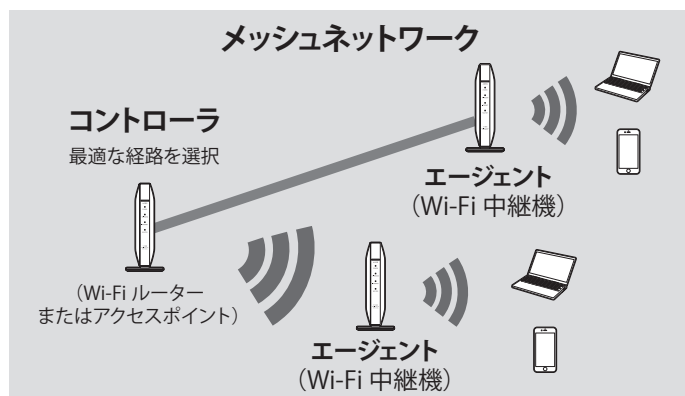 メッシュネットワーク
コントローラ
最適な経路を選択
エージェント
（Wi-Fi 中継機）
（Wi-Fi ルーター
またはアクセスポイント）
エージェント
（Wi-Fi 中継機）